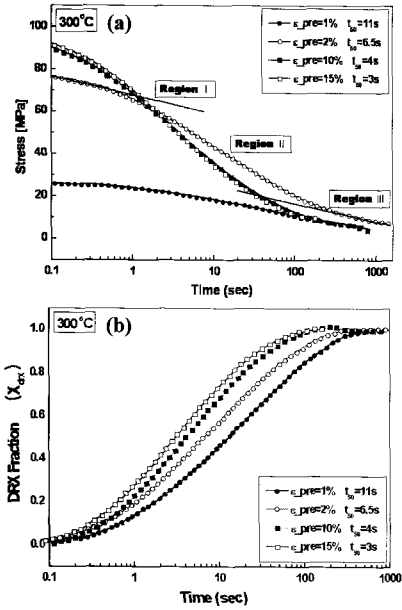 300°C (a)
ε_pre=1% t₅₀=11s
ε_pre=2% t₅₀=6.5s
ε_pre=10% t₅₀=4s
ε_pre=15% t₅₀=3s
100
80
60
40
20
0
Stress [MPa]
Region I
Region II
Region III
0.1 1 10 100 1000
Time (sec)
300°C (b)
1.0
0.8
0.6
0.4
0.2
0.0
DRX Fraction (X_drx)
ε_pre=1% t₅₀=11s
ε_pre=2% t₅₀=6.5s
ε_pre=10% t₅₀=4s
ε_pre=15% t₅₀=3s
0.1 1 10 100 1000
Time (sec)